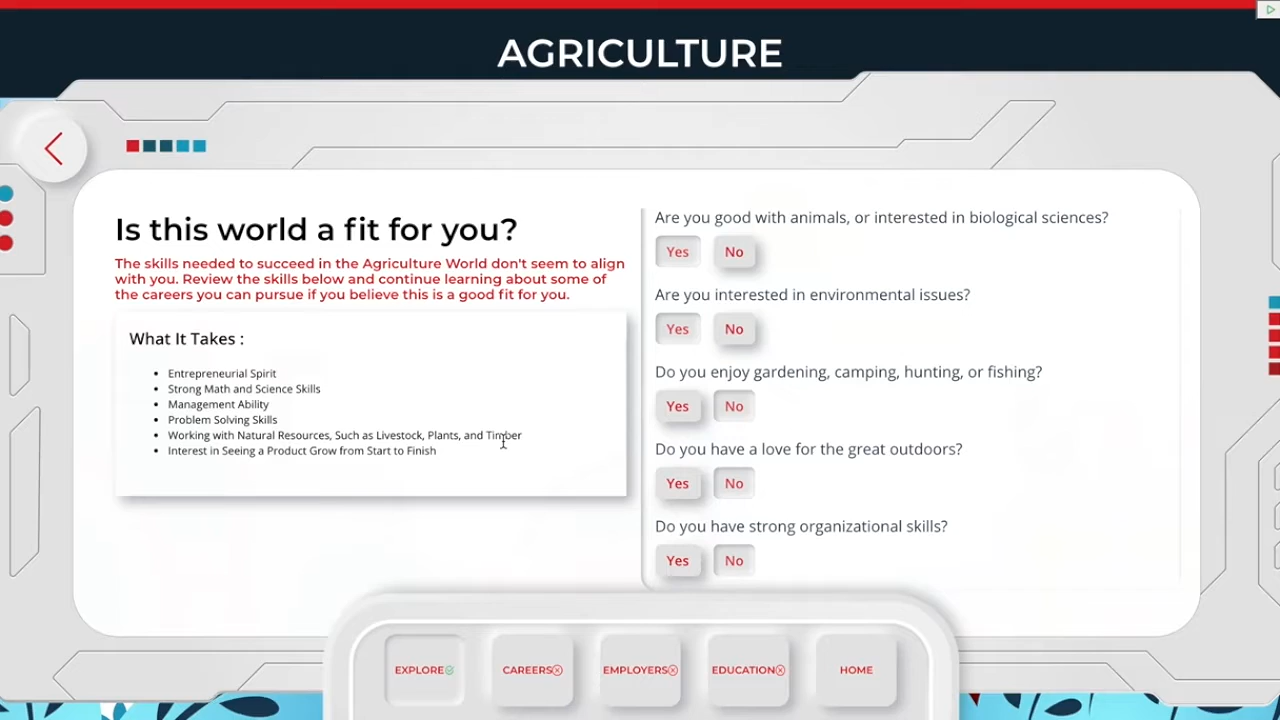 AGRICULTURE
Is this world a fit for you?
The skills needed to succeed in the Agriculture World don't seem to align
with you. Review the skills below and continue learning about some of
the careers you can pursue if you believe this is a good fit for you.
What It Takes :
Entrepreneurial Spirit
Strong Math and Science Skills
Management Ability
Problem Solving Skills
Working with Natural Resources, Such as Livestock, Plants, and Timber
Interest in Seeing a Product Grow from Start to Finish
Are you good with animals, or interested in biological sciences?
Yes No
Are you interested in environmental issues?
Yes No
Do you enjoy gardening, camping, hunting, or fishing?
Yes No
Do you have a love for the great outdoors?
Yes No
Do you have strong organizational skills?
Yes No
EXPLORE CAREERS EMPLOYERS EDUCATION HOME